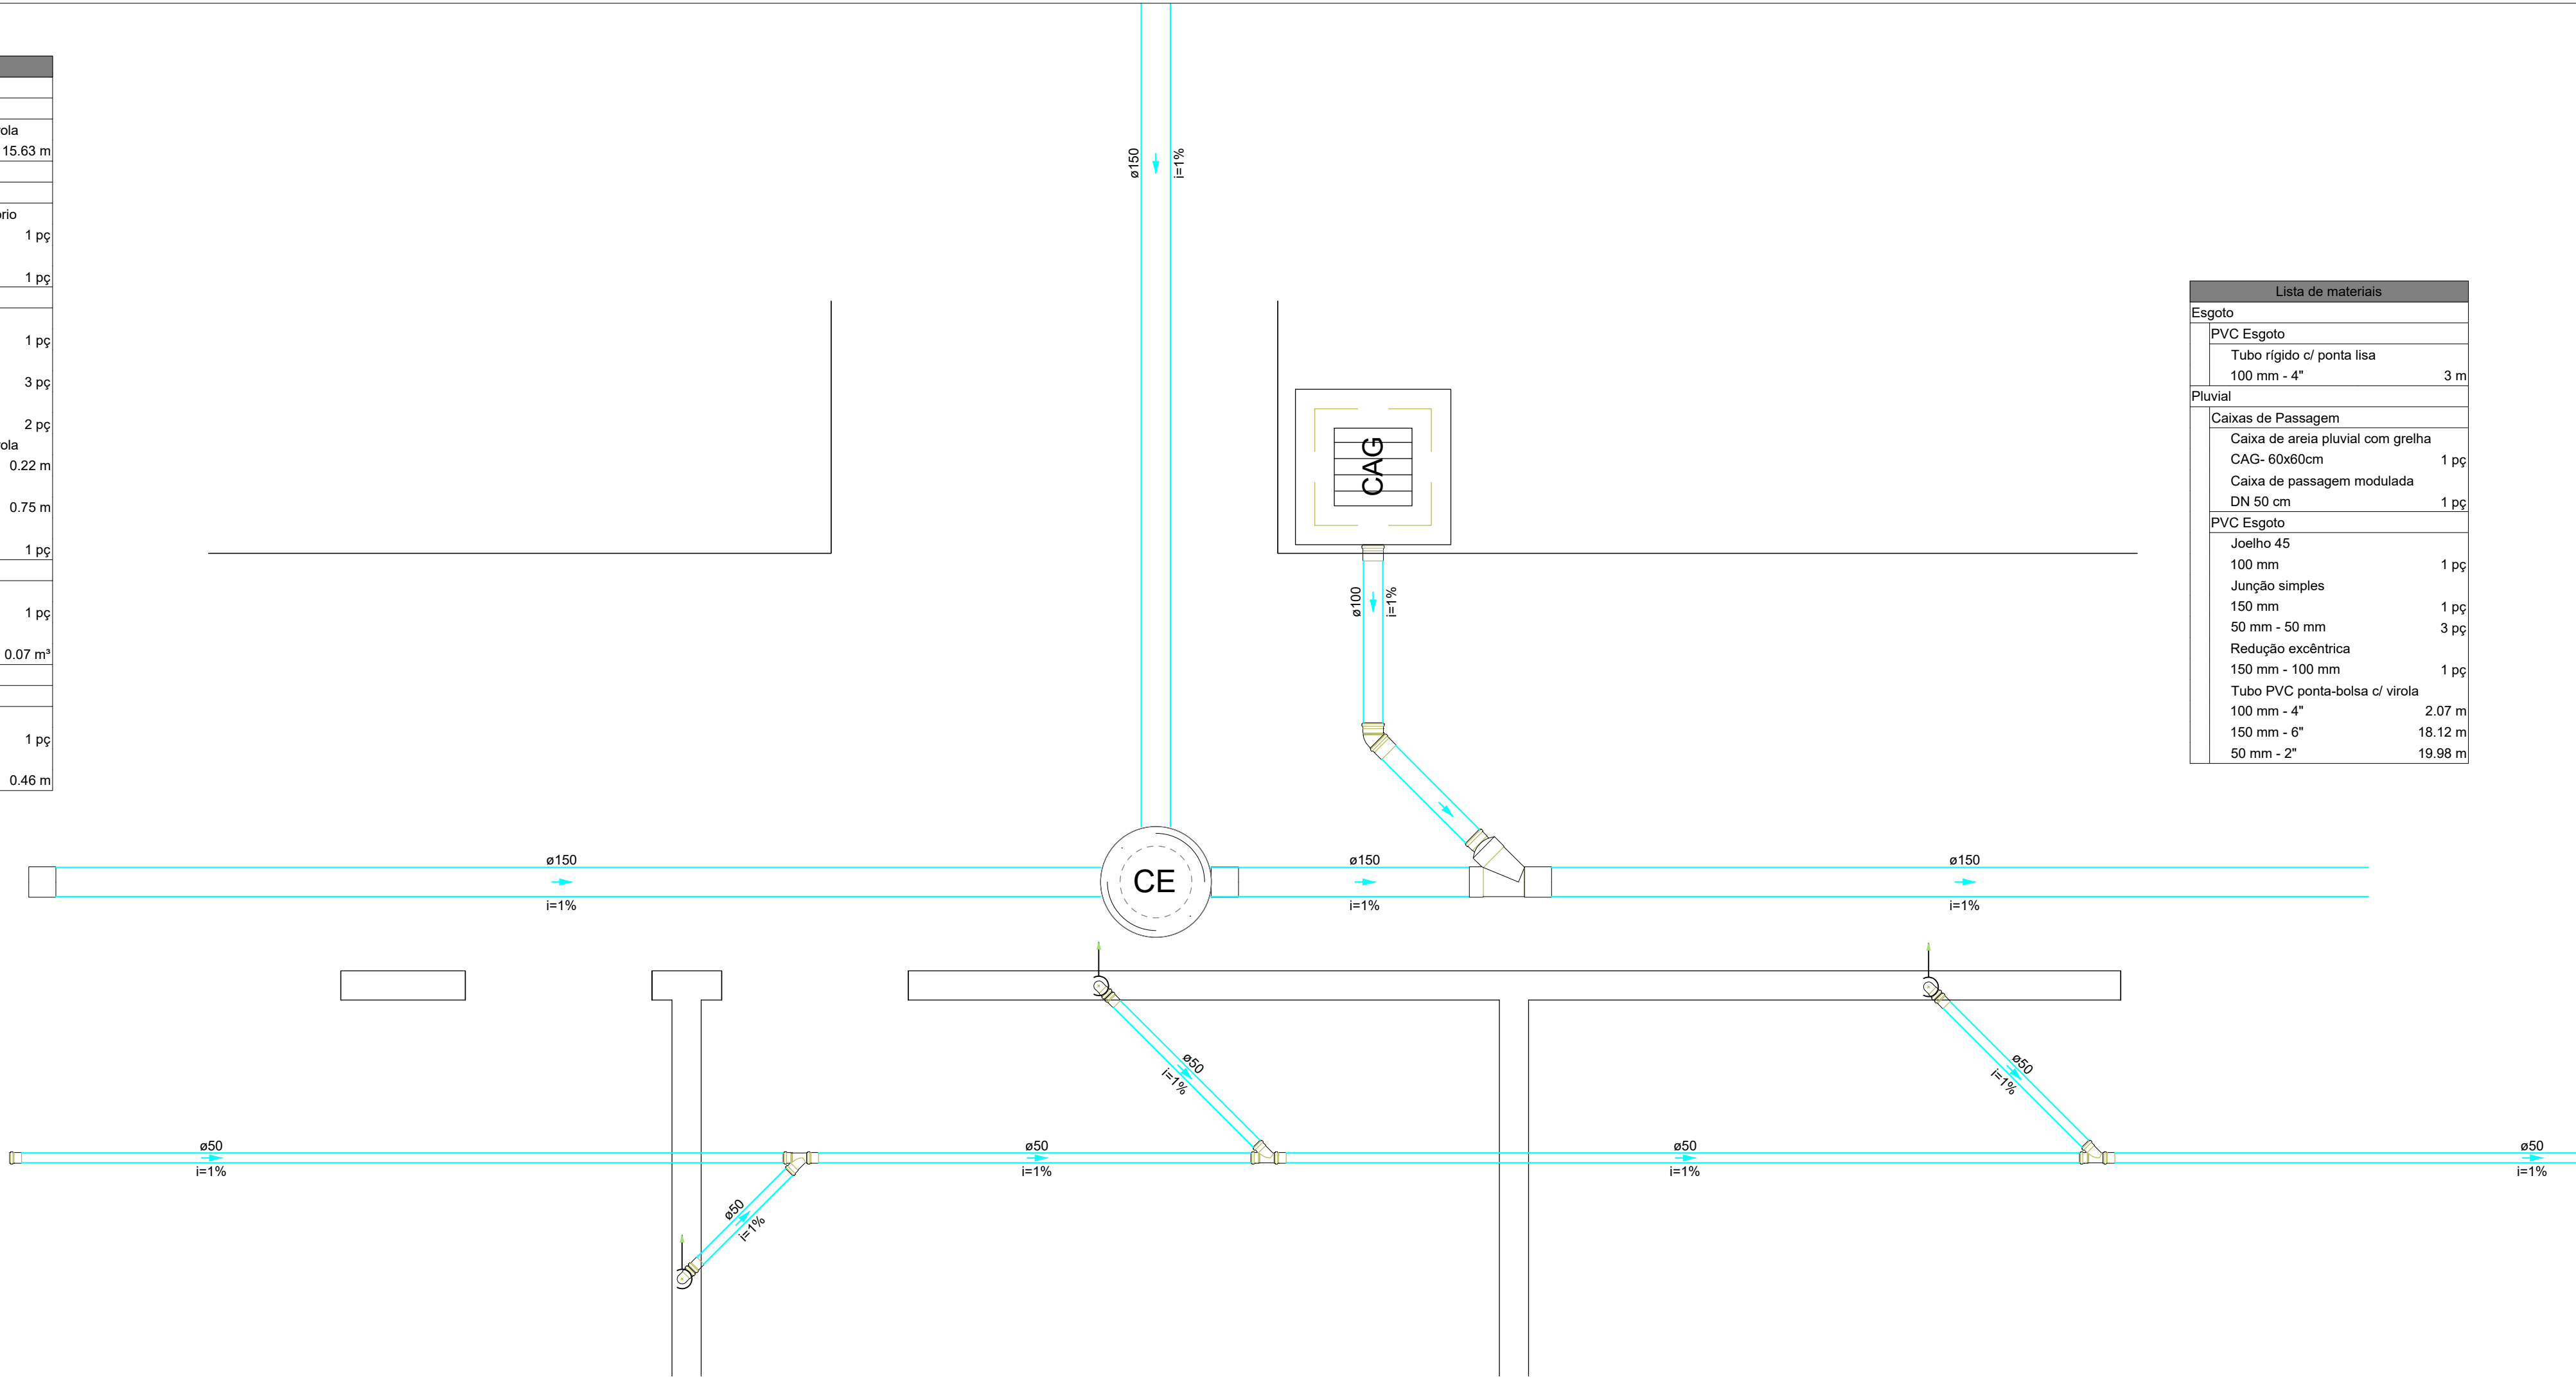 ola
15.63 m
rio
1 pç
1 pç
1 pç
3 pç
2 pç
ola
0.22 m
0.75 m
1 pç
1 pç
0.07 m³
1 pç
0.46 m
ø150
i=1%
CAG
ø100
i=1%
Lista de materiais
Esgoto
PVC Esgoto
Tubo rígido c/ ponta lisa
100 mm - 4" 3 m
Pluvial
Caixas de Passagem
Caixa de areia pluvial com grelha
CAG- 60x60cm 1 pç
Caixa de passagem modulada
DN 50 cm 1 pç
PVC Esgoto
Joelho 45
100 mm 1 pç
Junção simples
150 mm 1 pç
50 mm - 50 mm 3 pç
Redução excêntrica
150 mm - 100 mm 1 pç
Tubo PVC ponta-bolsa c/ virola
100 mm - 4" 2.07 m
150 mm - 6" 18.12 m
50 mm - 2" 19.98 m
ø150
i=1%
CE
ø150
i=1%
ø150
i=1%
ø50
i=1%
ø50
i=1%
ø50
i=1%
ø50
i=1%
ø50
i=1%
ø50
i=1%
ø50
i=1%